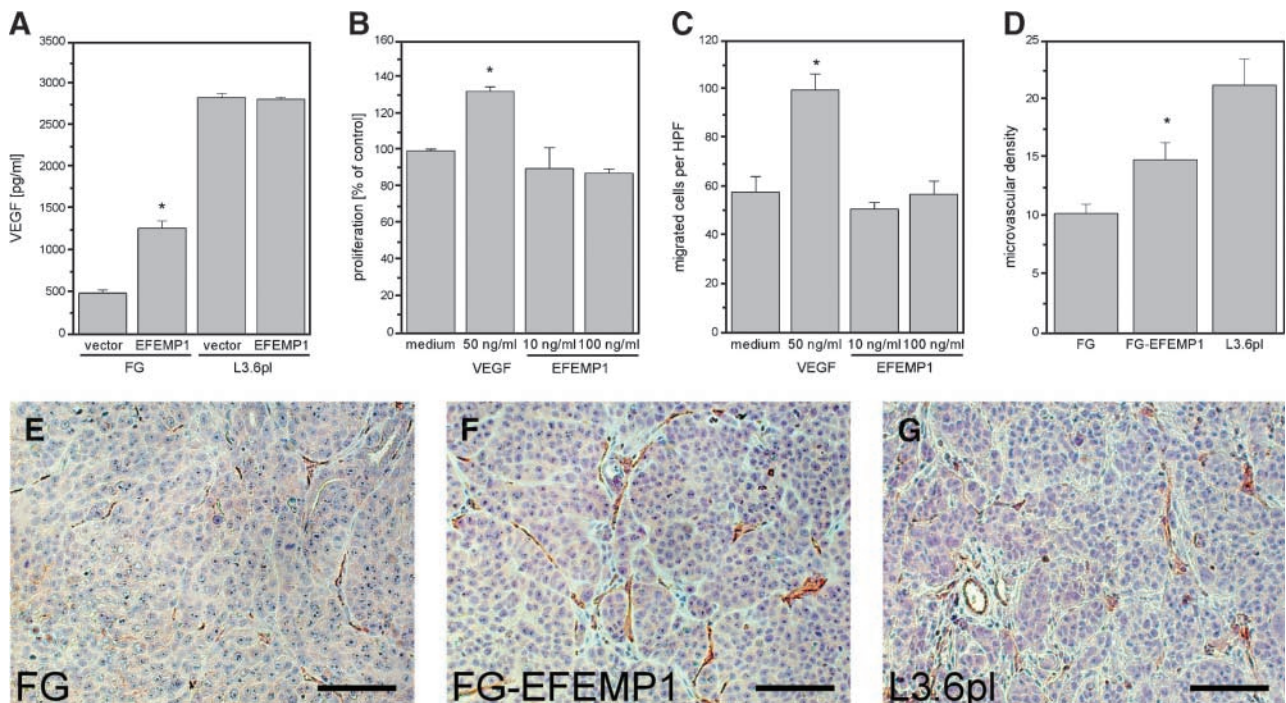 A
VEGF [pg/ml]
3500
3000
2500
2000
1500
1000
500
0
*
vector EFEMP1 vector EFEMP1
FG L3.6pl
B
proliferation [% of control]
160
140
120
100
80
60
40
20
0
*
medium 50 ng/ml 10 ng/ml 100 ng/ml
VEGF EFEMP1
C
migrated cells per HPF
120
100
80
60
40
20
0
*
medium 50 ng/ml 10 ng/ml 100 ng/ml
VEGF EFEMP1
D
microvascular density
25
20
15
10
5
0
*
FG FG-EFEMP1 L3.6pl
E
FG
F
FG-EFEMP1
G
L3.6pl